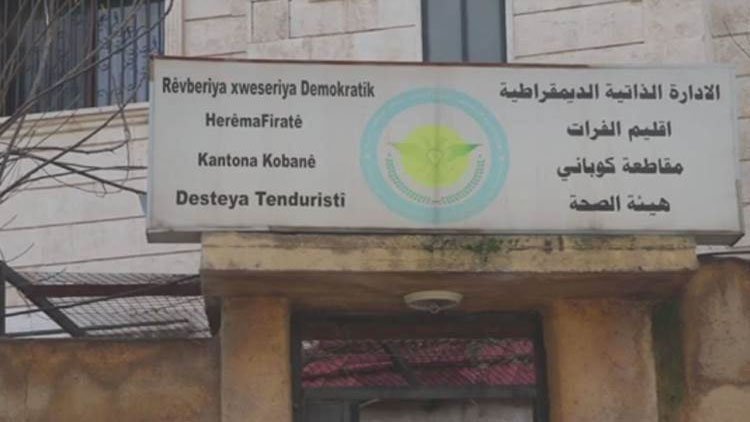 Rêvberiya xweseriya Demokratîk
HerêmaFiratê
Kantona Kobanê
Desteya Tenduristî
الادارة الذاتية الديمقراطية
اقليم الفرات
مقاطعة كوباني
هيئة الصحة